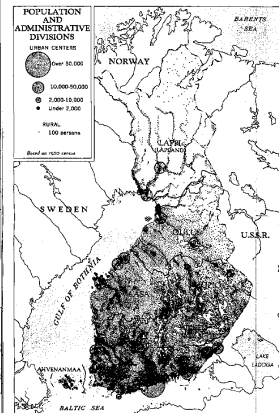 POPULATION
AND
ADMINISTRATIVE
DIVISIONS
URBAN CENTERS
Over 50,000
10,000-50,000
2,000-10,000
Under 2,000
RURAL
100 persons
Based on 1950 census
BARENTS
SEA
NORWAY
LAPPI
(LAPLAND)
SWEDEN
OULU
U.S.S.R.
GULF OF BOTHNIA
AHVENANMAA
LAKE
LADOGA
BALTIC SEA